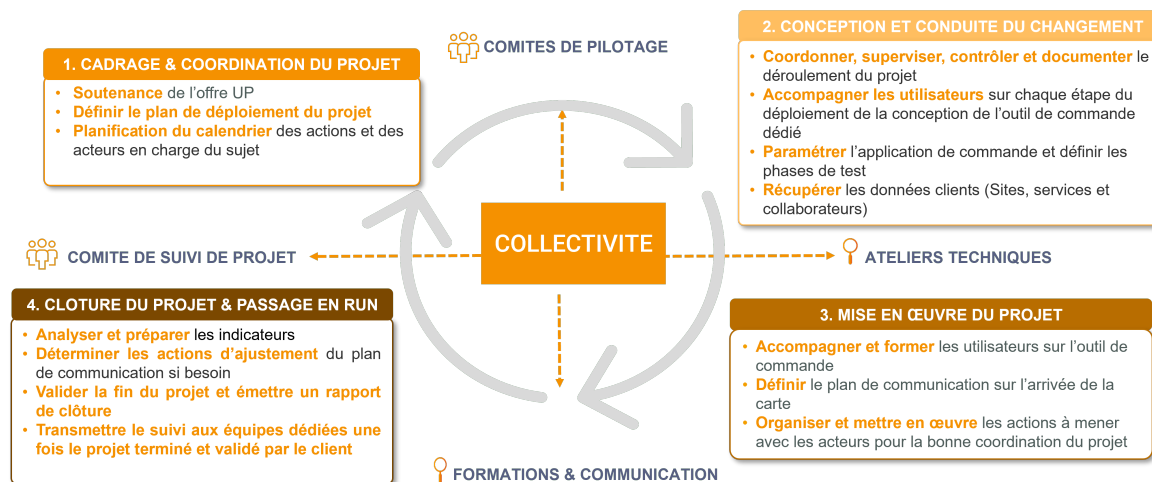 COMITES DE PILOTAGE
1. CADRAGE & COORDINATION DU PROJET
• Soutenance de l’offre UP
• Définir le plan de déploiement du projet
• Planification du calendrier des actions et des
acteurs en charge du sujet
2. CONCEPTION ET CONDUITE DU CHANGEMENT
• Coordonner, superviser, contrôler et documenter le
déroulement du projet
• Accompagner les utilisateurs sur chaque étape du
déploiement de la conception de l’outil de commande
dédié
• Paramétrer l’application de commande et définir les
phases de test
• Récupérer les données clients (Sites, services et
collaborateurs)
COLLECTIVITE
COMITE DE SUIVI DE PROJET
ATELIERS TECHNIQUES
4. CLOTURE DU PROJET & PASSAGE EN RUN
• Analyser et préparer les indicateurs
• Déterminer les actions d’ajustement du plan
de communication si besoin
• Valider la fin du projet et émettre un rapport
de clôture
• Transmettre le suivi aux équipes dédiées une
fois le projet terminé et validé par le client
3. MISE EN ŒUVRE DU PROJET
• Accompagner et former les utilisateurs sur l’outil de
commande
• Définir le plan de communication sur l’arrivée de la
carte
• Organiser et mettre en œuvre les actions à mener
avec les acteurs pour la bonne coordination du projet
FORMATIONS & COMMUNICATION